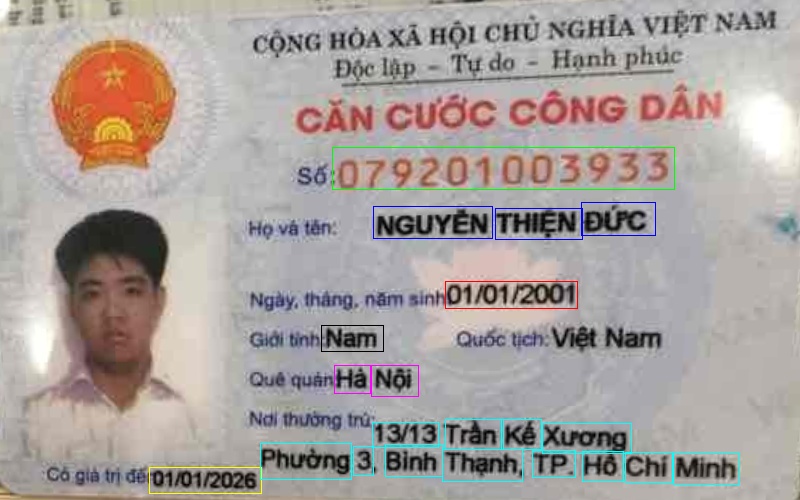 CỘNG HÒA XÃ HỘI CHỦ NGHĨA VIỆT NAM
Độc lập - Tự do - Hạnh phúc
CĂN CƯỚC CÔNG DÂN
Số: 079201003933
Họ và tên: NGUYỄN THIỆN ĐỨC
Ngày, tháng, năm sinh 01/01/2001
Giới tính: Nam Quốc tịch: Việt Nam
Quê quán Hà Nội
Nơi thường trú: 13/13 Trần Kế Xương
Phường 3, Bình Thạnh, TP. Hồ Chí Minh
Có giá trị đế 01/01/2026